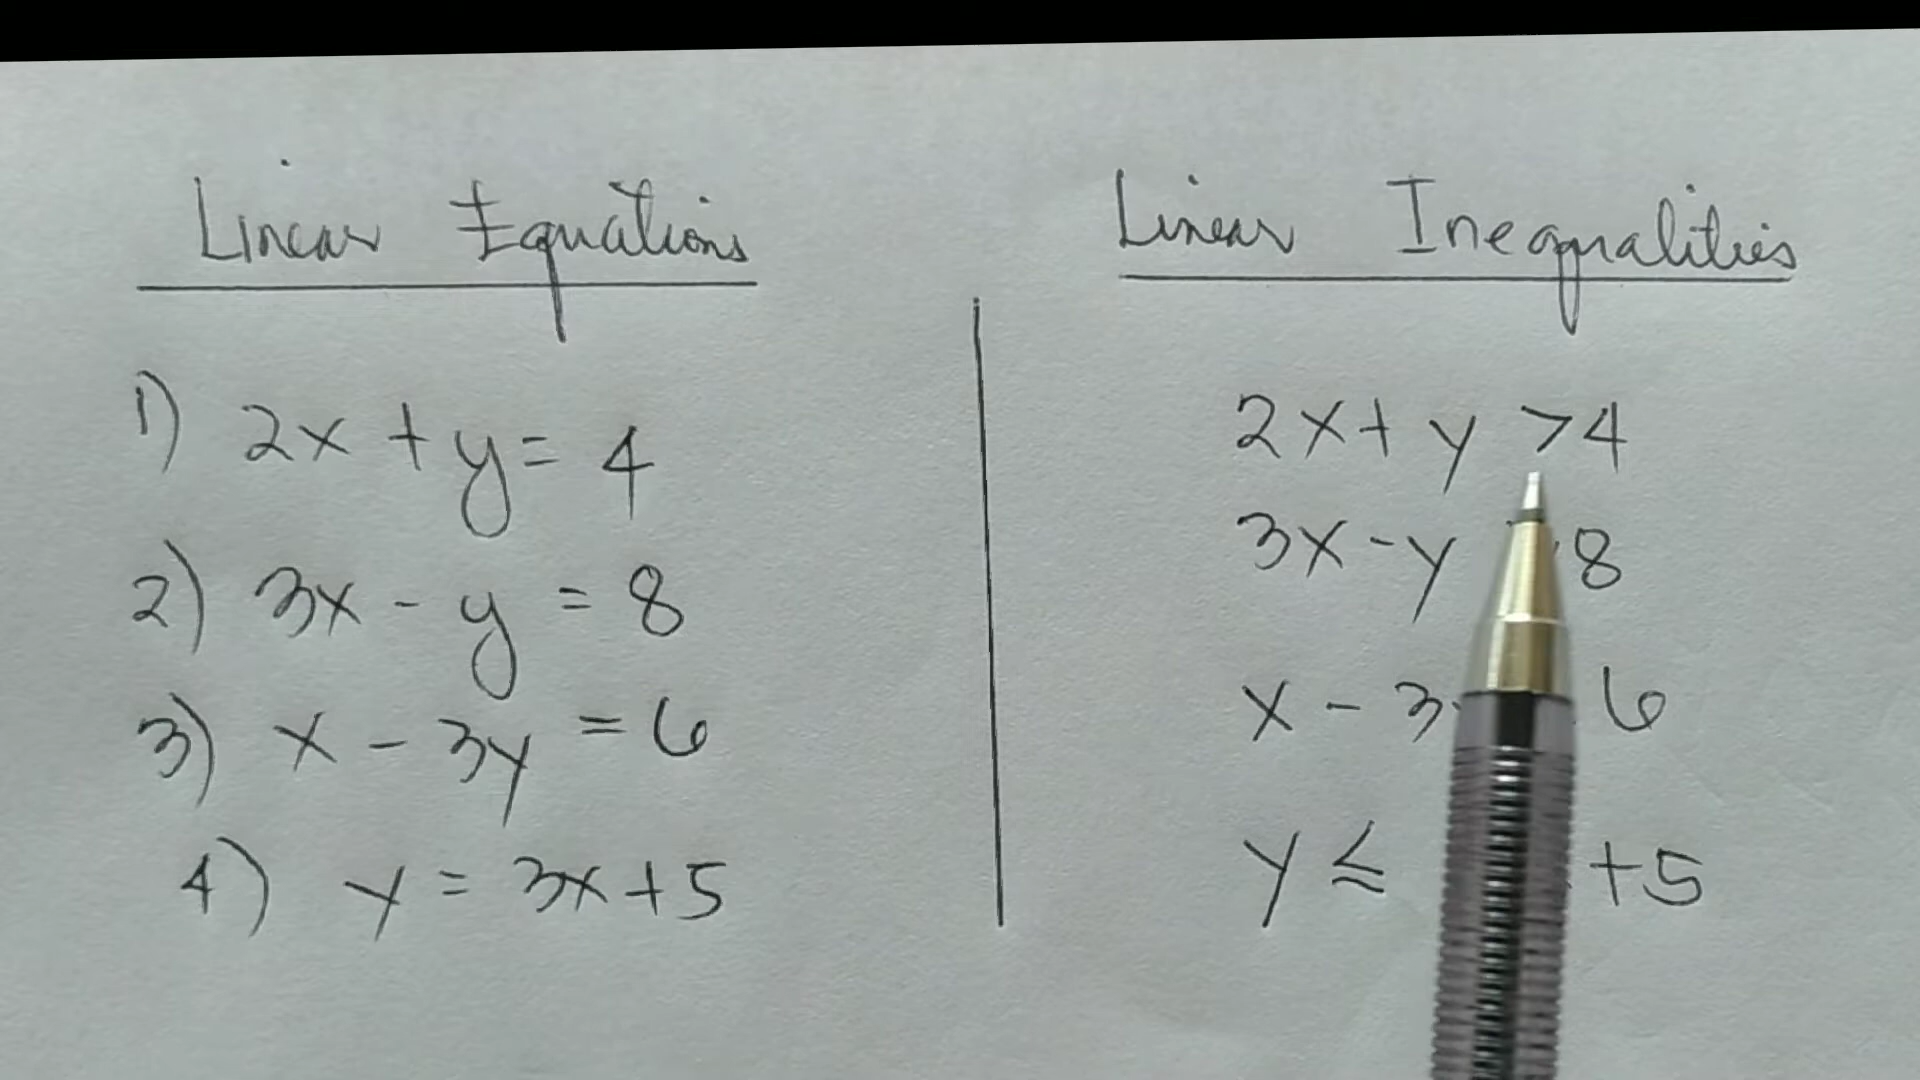 Linear Equations
1) 2x + y = 4
2) 3x - y = 8
3) x - 3y = 6
4) y = 3x + 5
Linear Inequalities
2x + y > 4
3x - y 8
x - 3 6
y ≤ + 5